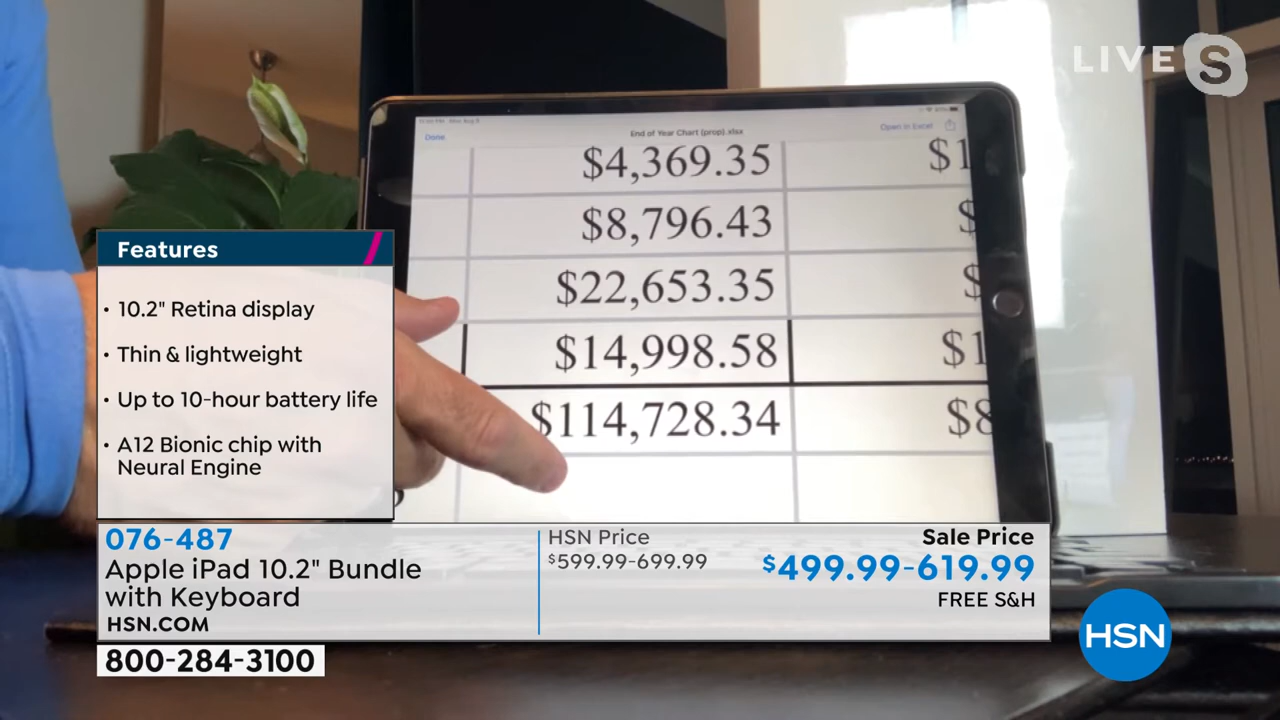 LIVE S
Done
End of Year Chart (prop).xlsx
Open in Excel
$4,369.35 $1
$8,796.43 $
$22,653.35 $
$14,998.58 $1
$114,728.34 $8
Features
• 10.2" Retina display
• Thin & lightweight
• Up to 10-hour battery life
• A12 Bionic chip with
Neural Engine
076-487
Apple iPad 10.2" Bundle
with Keyboard
HSN.COM
HSN Price
$599.99-699.99
Sale Price
$499.99-619.99
FREE S&H
800-284-3100
HSN